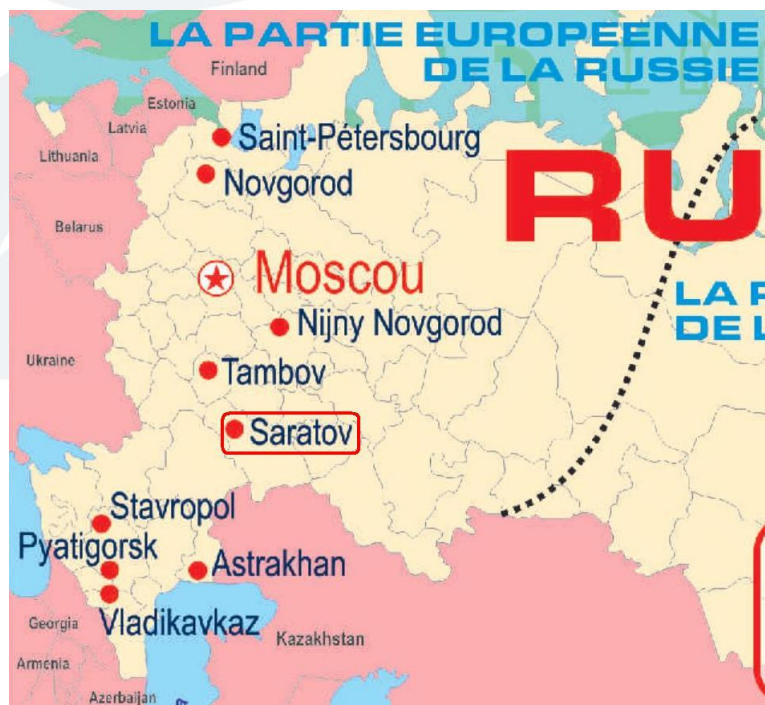 LA PARTIE EUROPEENNE
DE LA RUSSIE
Finland
Estonia
Latvia
Lithuania
Belarus
Saint-Pétersbourg
Novgorod
RU
Moscou
LA P
DE L
Nijny Novgorod
Ukraine
Tambov
Saratov
Stavropol
Pyatigorsk
Astrakhan
Vladikavkaz
Georgia
Kazakhstan
Armenia
Azerbaijan